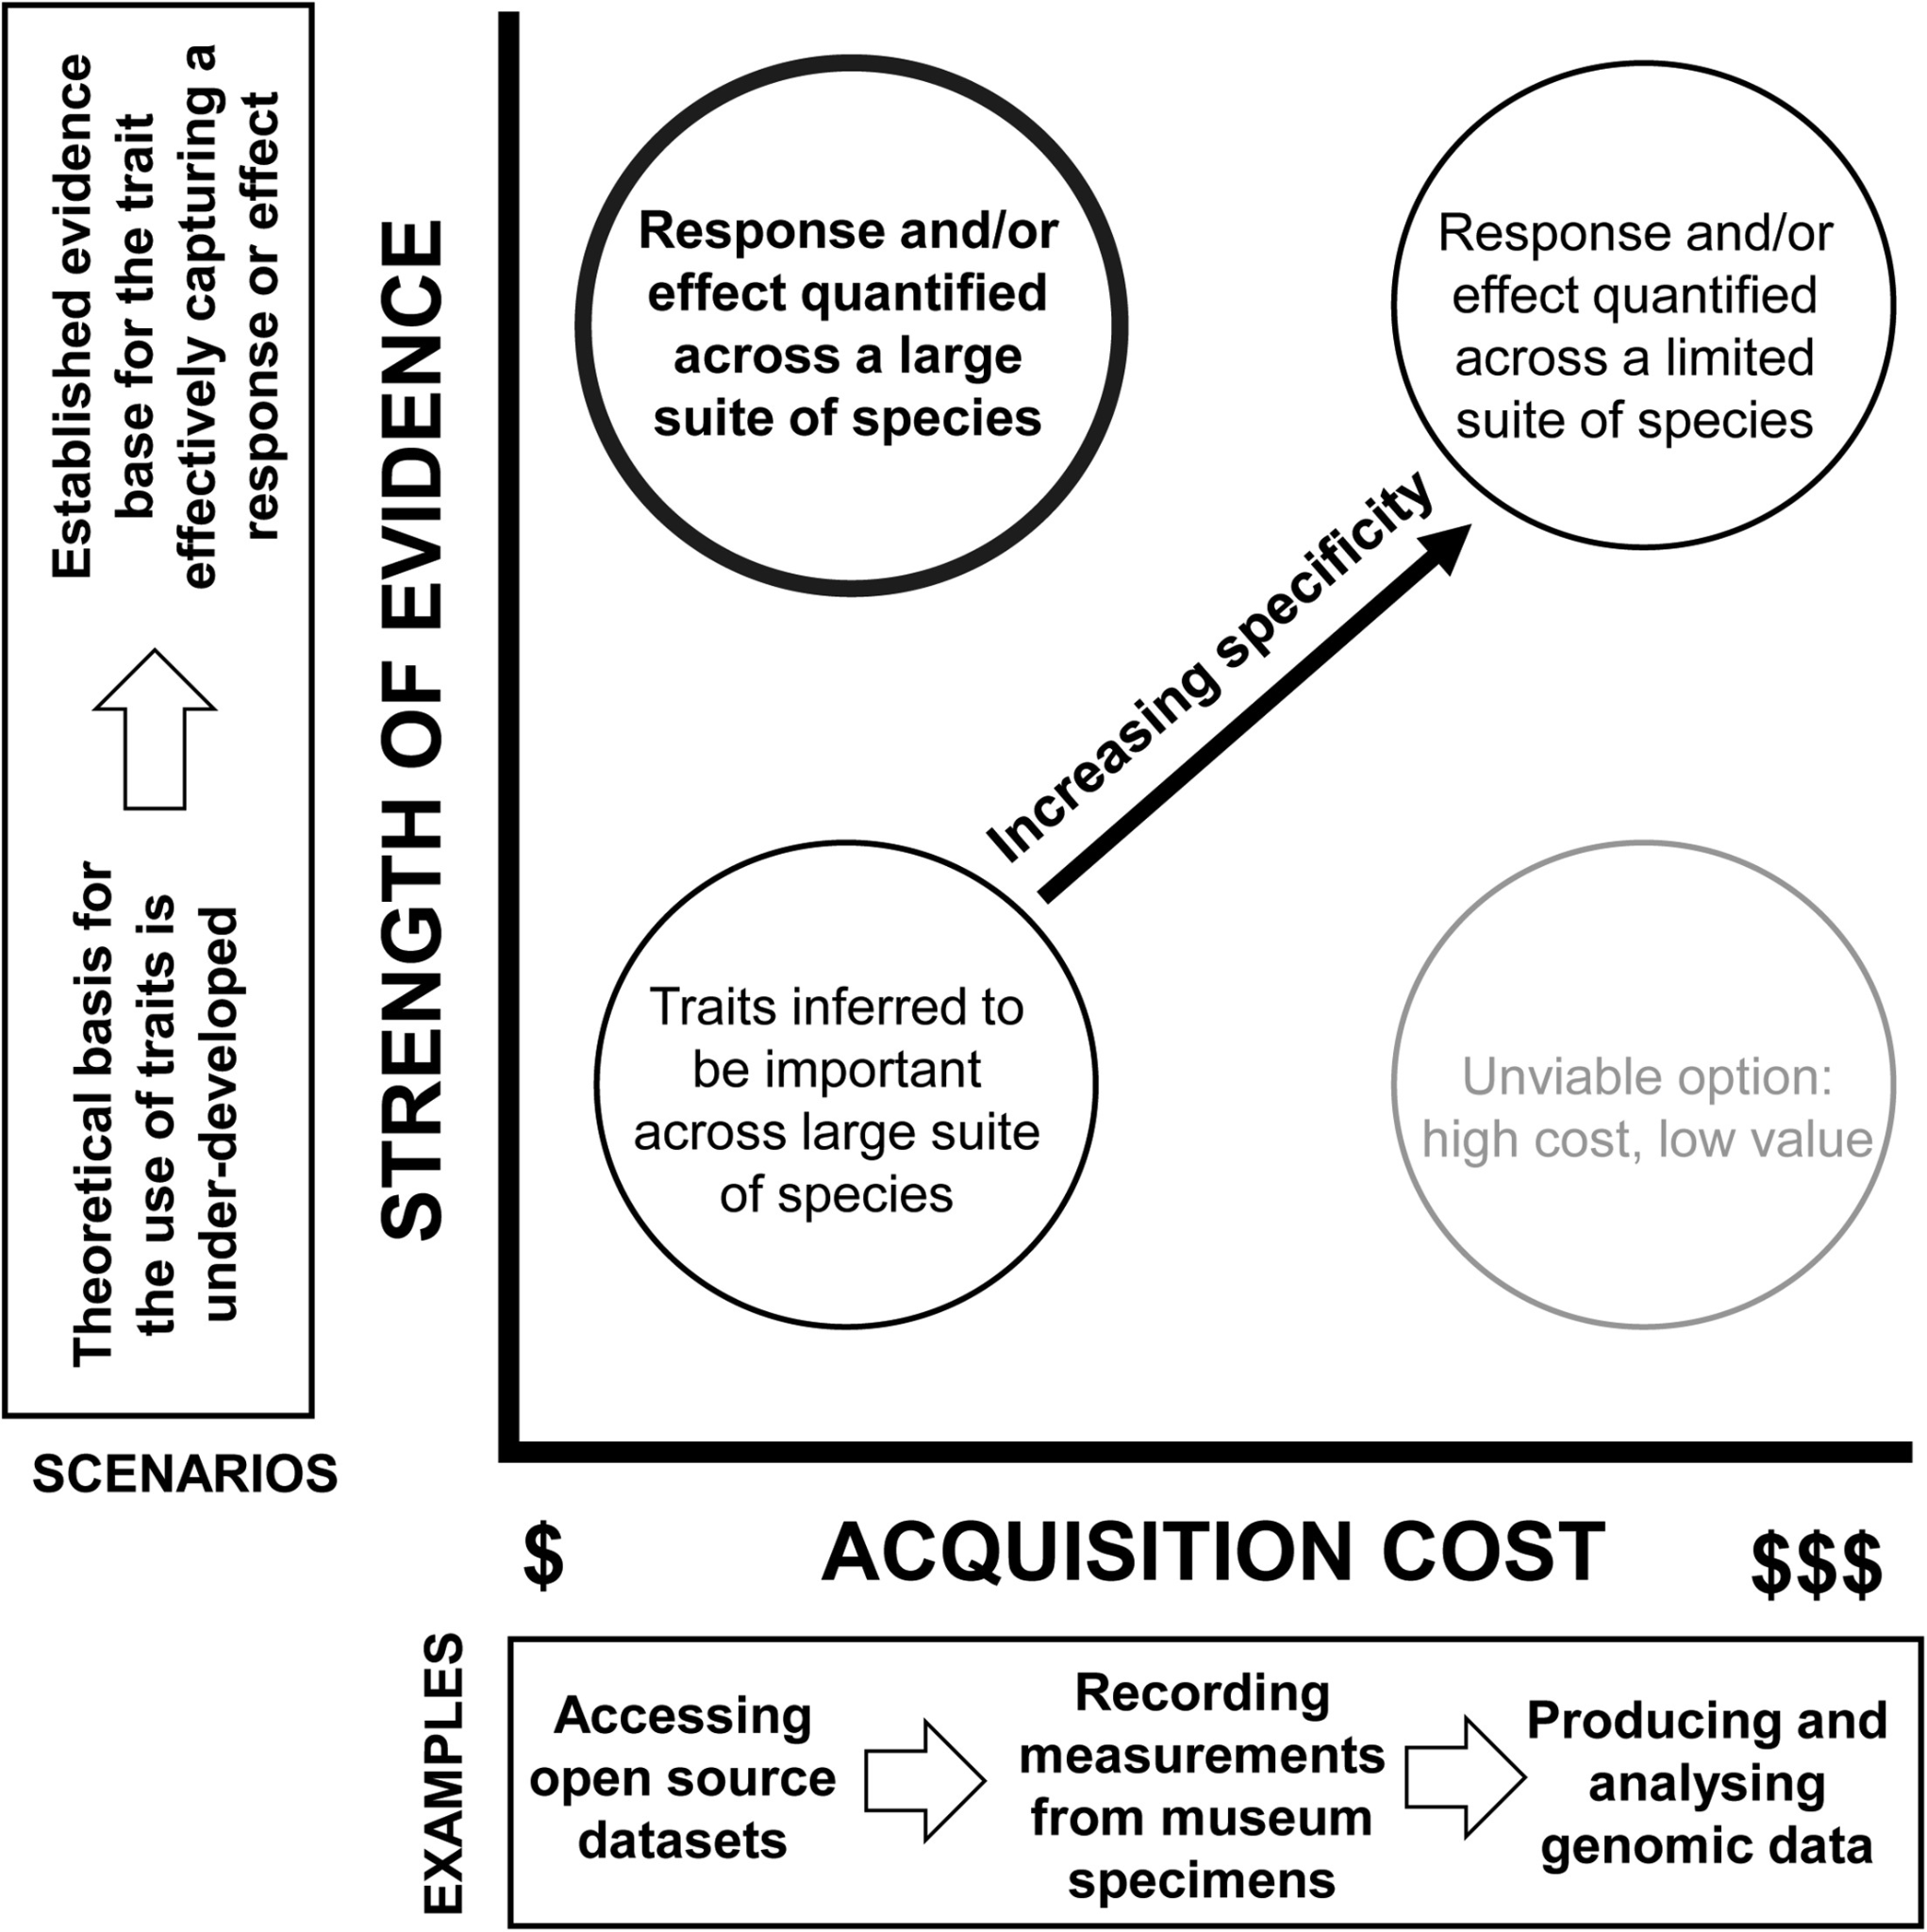 Established evidence
base for the trait
effectively capturing a
response or effect
Theoretical basis for
the use of traits is
under-developed
SCENARIOS
STRENGTH OF EVIDENCE
Response and/or
effect quantified
across a large
suite of species
Response and/or
effect quantified
across a limited
suite of species
Increasing specificity
Traits inferred to
be important
across large suite
of species
Unviable option:
high cost, low value
$
ACQUISITION COST
$$$
EXAMPLES
Accessing
open source
datasets
Recording
measurements
from museum
specimens
Producing and
analysing
genomic data